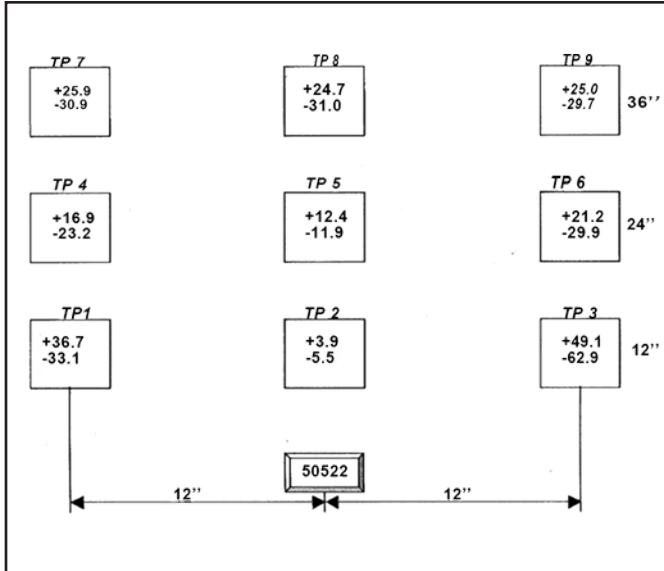 TP 7
TP 8
TP 9
+25.9
-30.9
+24.7
-31.0
+25.0
-29.7
36’’
TP 4
TP 5
TP 6
+16.9
-23.2
+12.4
-11.9
+21.2
-29.9
24’’
TP1
TP 2
TP 3
+36.7
-33.1
+3.9
-5.5
+49.1
-62.9
12’’
50522
12’’
12’’